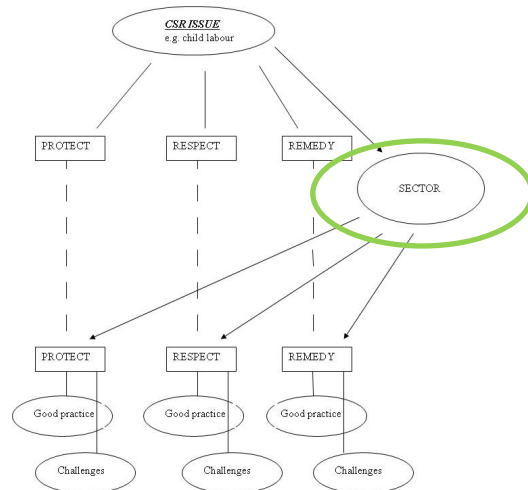 CSR ISSUE
e.g. child labour
PROTECT
RESPECT
REMEDY
SECTOR
PROTECT
RESPECT
REMEDY
Good practice
Good practice
Good practice
Challenges
Challenges
Challenges